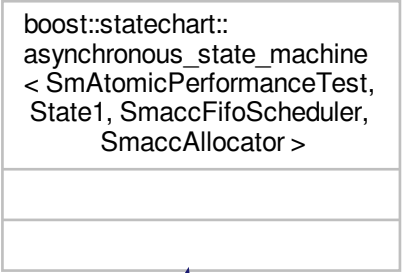 boost::statechart::
asynchronous_state_machine
< SmAtomicPerformanceTest,
State1, SmaccFifoScheduler,
SmaccAllocator >